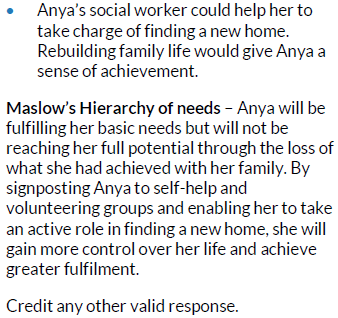 • Anya's social worker could help her to
take charge of finding a new home.
Rebuilding family life would give Anya a
sense of achievement.
Maslow's Hierarchy of needs – Anya will be
fulfilling her basic needs but will not be
reaching her full potential through the loss of
what she had achieved with her family. By
signposting Anya to self-help and
volunteering groups and enabling her to take
an active role in finding a new home, she will
gain more control over her life and achieve
greater fulfilment.
Credit any other valid response.